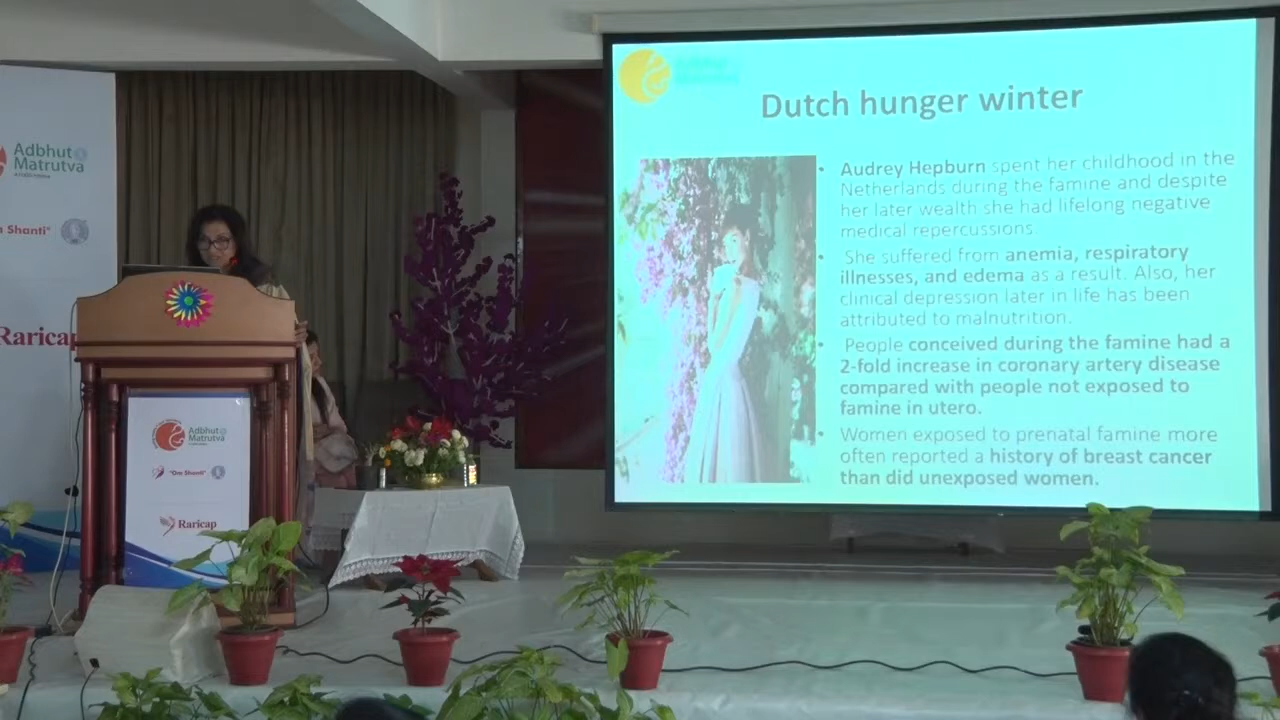 Adbhut
Matrutva
Shanti"
Raricap
Dutch hunger winter
• Audrey Hepburn spent her childhood in the
Netherlands during the famine and despite
her later wealth she had lifelong negative
medical repercussions.
• She suffered from anemia, respiratory
illnesses, and edema as a result. Also, her
clinical depression later in life has been
attributed to malnutrition.
• People conceived during the famine had a
2-fold increase in coronary artery disease
compared with people not exposed to
famine in utero.
• Women exposed to prenatal famine more
often reported a history of breast cancer
than did unexposed women.
Adbhut
Matrutva
"Om Shanti"
Raricap